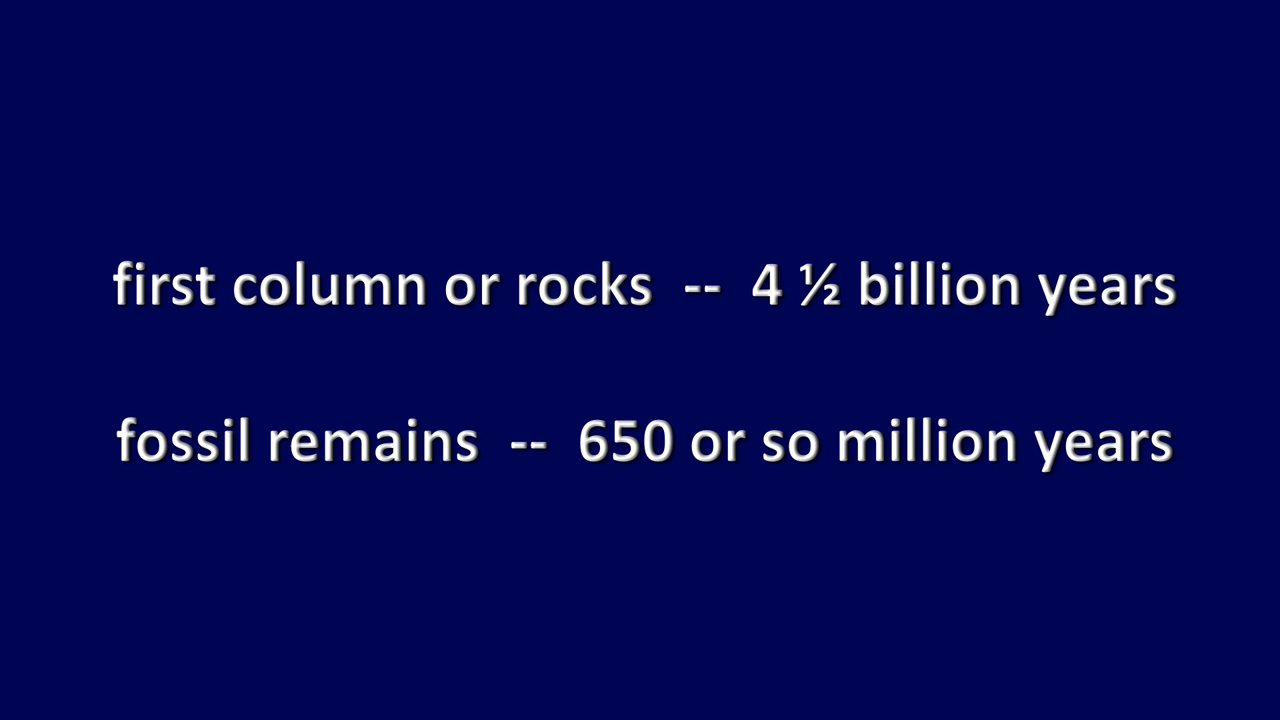 first column or rocks -- 4 ½ billion years
fossil remains -- 650 or so million years